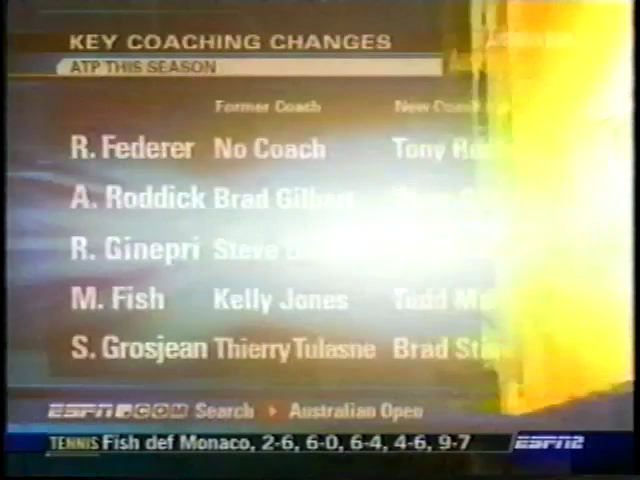 KEY COACHING CHANGES
ATP THIS SEASON
Former Coach New
R. Federer No Coach Tony
A. Roddick Brad
R. Ginepri Steve
M. Fish Kelly Jones Todd
S. Grosjean Thierry Tulasne Brad
ESPN.COM Search Australian Open
TENNIS Fish def Monaco, 2-6, 6-0, 6-4, 4-6, 9-7 ESPN2